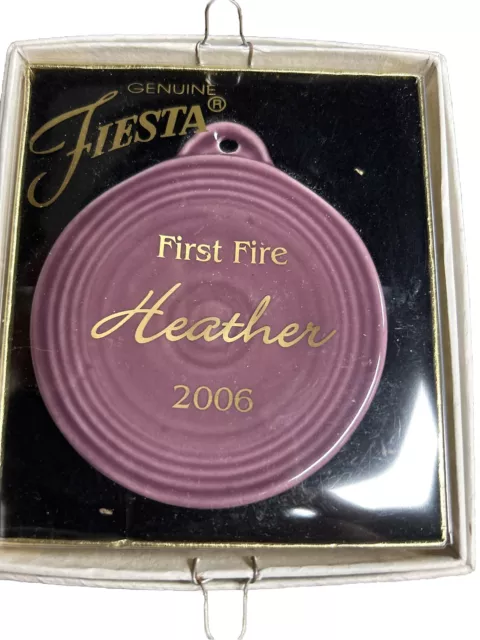 GENUINE
FIESTA®
First Fire
Heather
2006